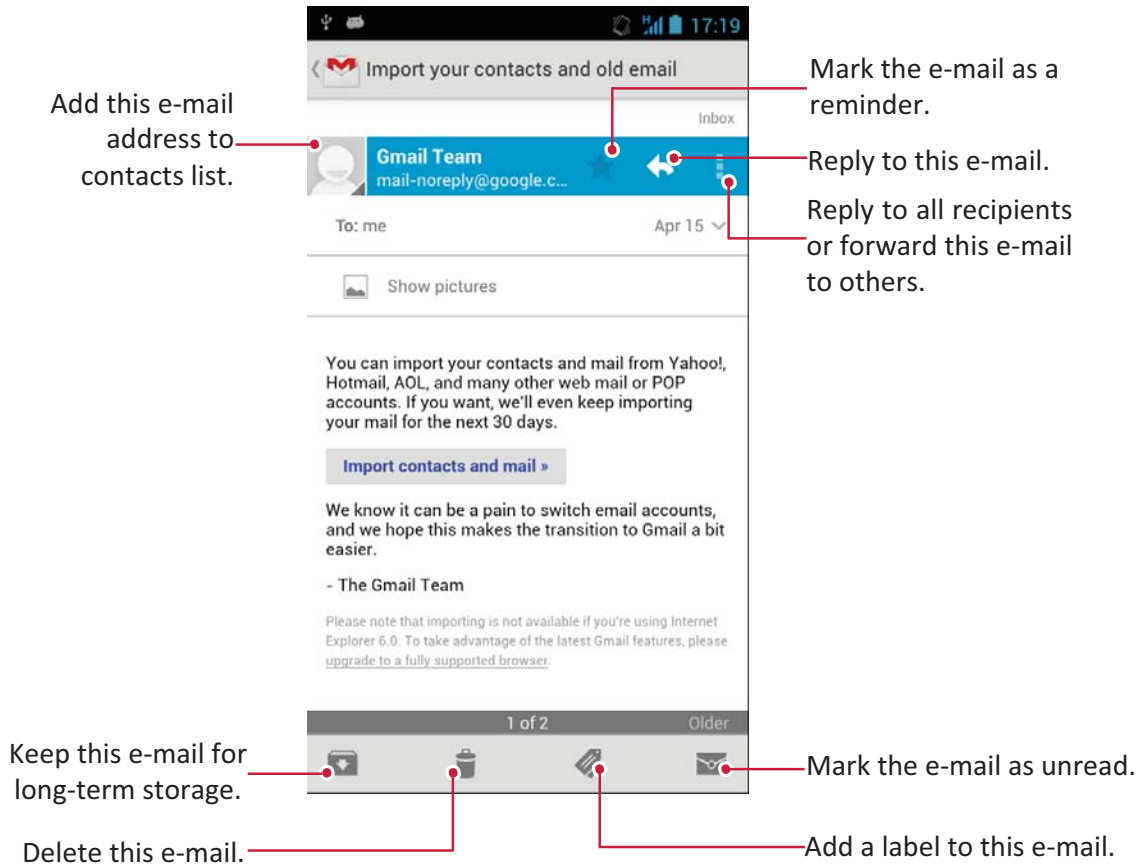 17:19
Import your contacts and old email
Inbox
Gmail Team
mail-noreply@google.c...
To: me
Apr 15
Show pictures
You can import your contacts and mail from Yahoo!,
Hotmail, AOL, and many other web mail or POP
accounts. If you want, we'll even keep importing
your mail for the next 30 days.
Import contacts and mail »
We know it can be a pain to switch email accounts,
and we hope this makes the transition to Gmail a bit
easier.
- The Gmail Team
Please note that importing is not available if you're using Internet
Explorer 6.0. To take advantage of the latest Gmail features, please
upgrade to a fully supported browser.
1 of 2
Older
Add this e-mail
address to
contacts list.
Mark the e-mail as a
reminder.
Reply to this e-mail.
Reply to all recipients
or forward this e-mail
to others.
Keep this e-mail for
long-term storage.
Delete this e-mail.
Mark the e-mail as unread.
Add a label to this e-mail.
H